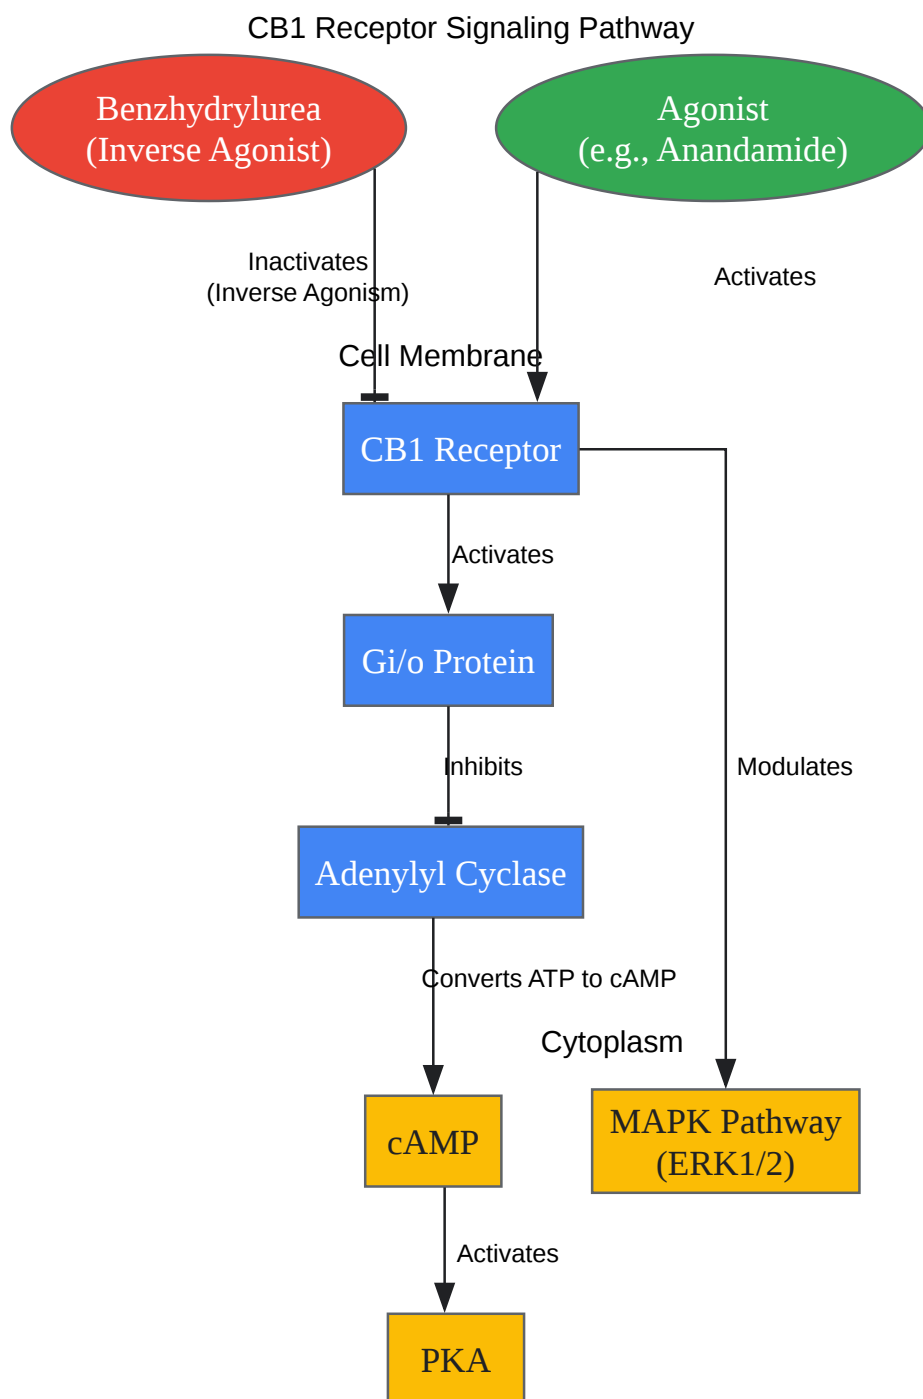 CB1 Receptor Signaling Pathway
Benzhydrylurea
(Inverse Agonist)
Agonist
(e.g., Anandamide)
Inactivates
(Inverse Agonism)
Activates
Cell Membrane
CB1 Receptor
Activates
Gi/o Protein
Inhibits
Modulates
Adenylyl Cyclase
Converts ATP to cAMP
Cytoplasm
cAMP
MAPK Pathway
(ERK1/2)
Activates
PKA